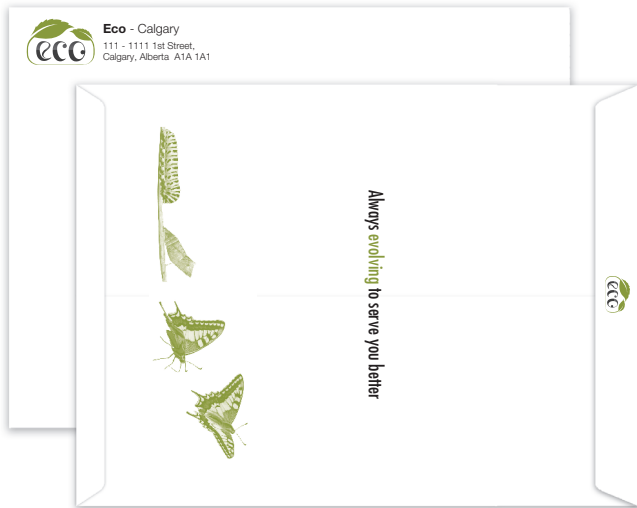 eco
Eco - Calgary
111 - 1111 1st Street,
Calgary, Alberta A1A 1A1
Always evolving to serve you better
eco